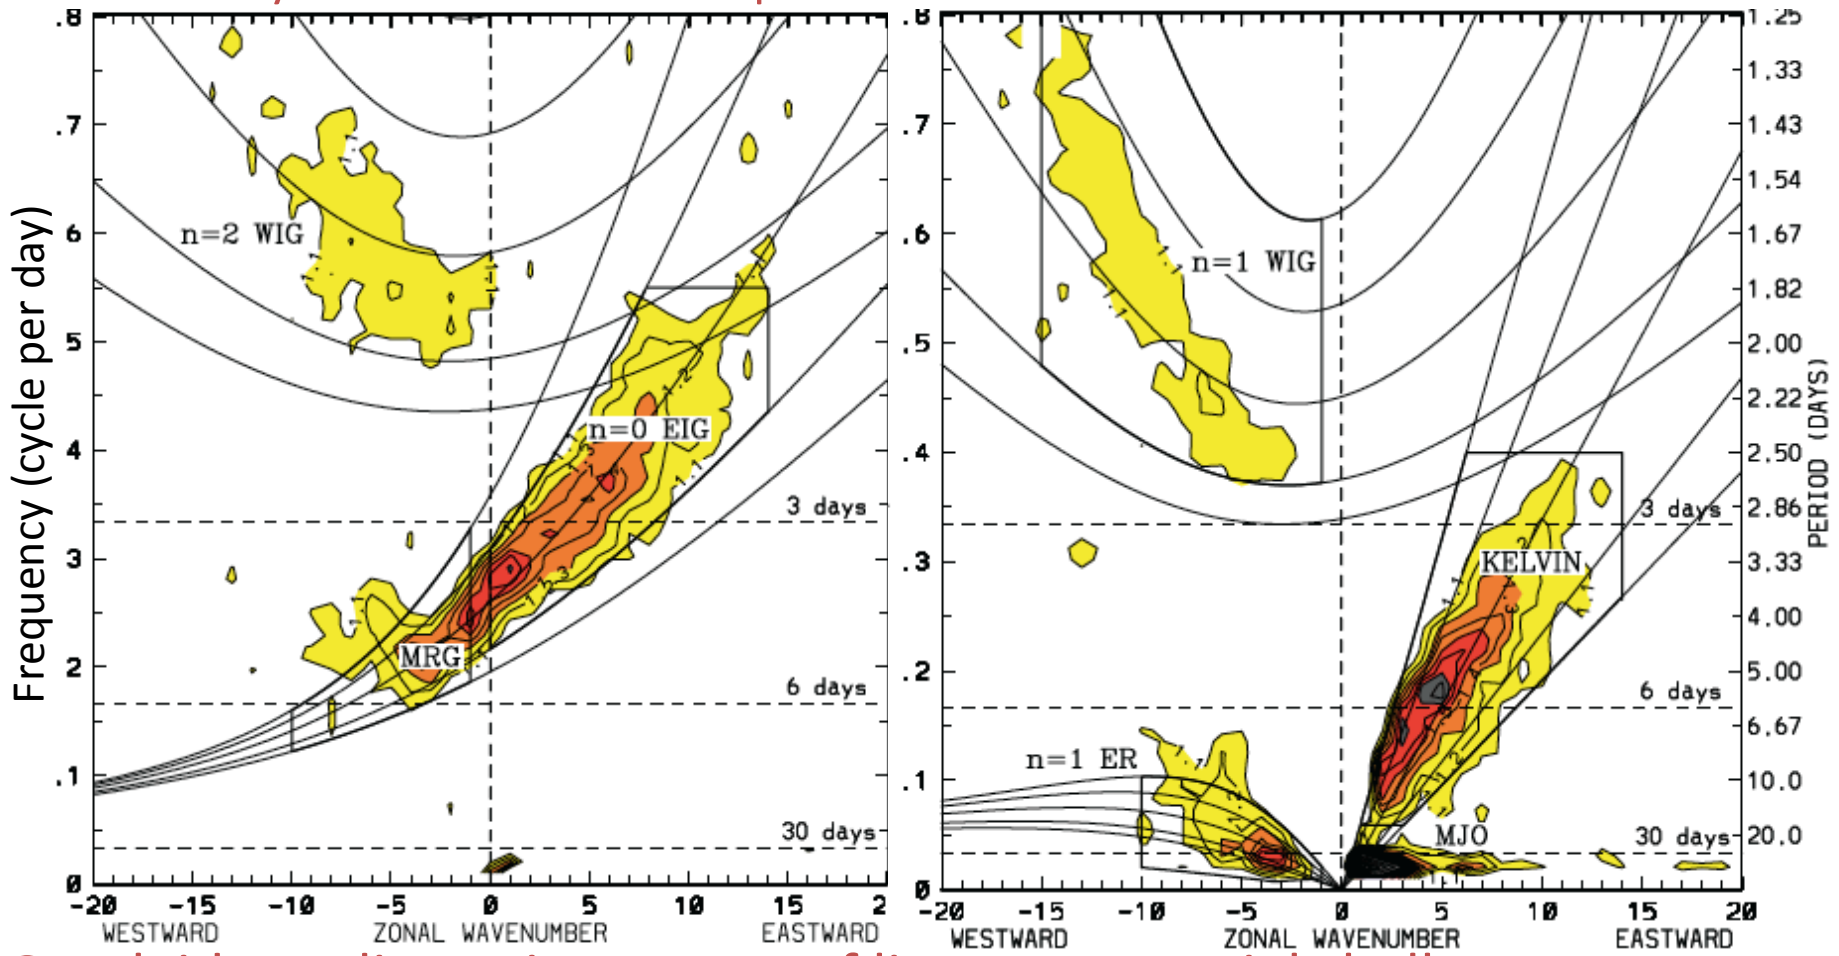 Frequency (cycle per day)
.8
.7
6
.5
.4
.3
.2
.1
0
n=2 WIG
n=0 EIG
MRG
3 days
6 days
30 days
-20 -15 -10 -5 0 5 10 15 2
WESTWARD ZONAL WAVENUMBER EASTWARD
.8
.7
.6
.5
.4
.3
.2
.1
0
n=1 WIG
KELVIN
n=1 ER
MJO
3 days
6 days
30 days
-20 -15 -10 -5 0 5 10 15 20
WESTWARD ZONAL WAVENUMBER EASTWARD
1.25
1.33
1.43
1.54
1.67
1.82
2.00
2.22
2.50
2.86
3.33
4.00
5.00
6.67
10.0
20.0
PERIOD (DAYS)